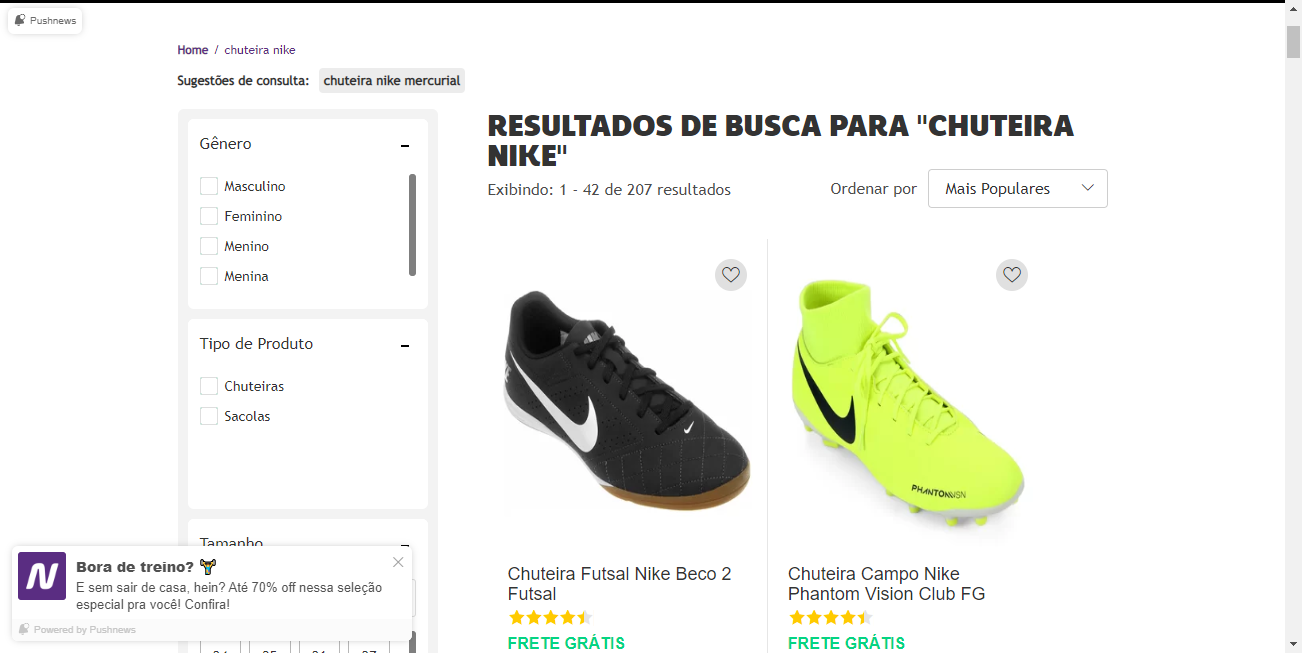 Pushnews
Home / chuteira nike
Sugestões de consulta: chuteira nike mercurial
Gênero
Masculino
Feminino
Menino
Menina
Tipo de Produto
Chuteiras
Sacolas
Tamanho
RESULTADOS DE BUSCA PARA "CHUTEIRA
NIKE"
Exibindo: 1 - 42 de 207 resultados
Ordenar por Mais Populares
PHANTOMVSN
Chuteira Futsal Nike Beco 2
Futsal
FRETE GRÁTIS
Chuteira Campo Nike
Phantom Vision Club FG
FRETE GRÁTIS
N
Bora de treino?
E sem sair de casa, hein? Até 70% off nessa seleção
especial pra você! Confira!
Powered by Pushnews